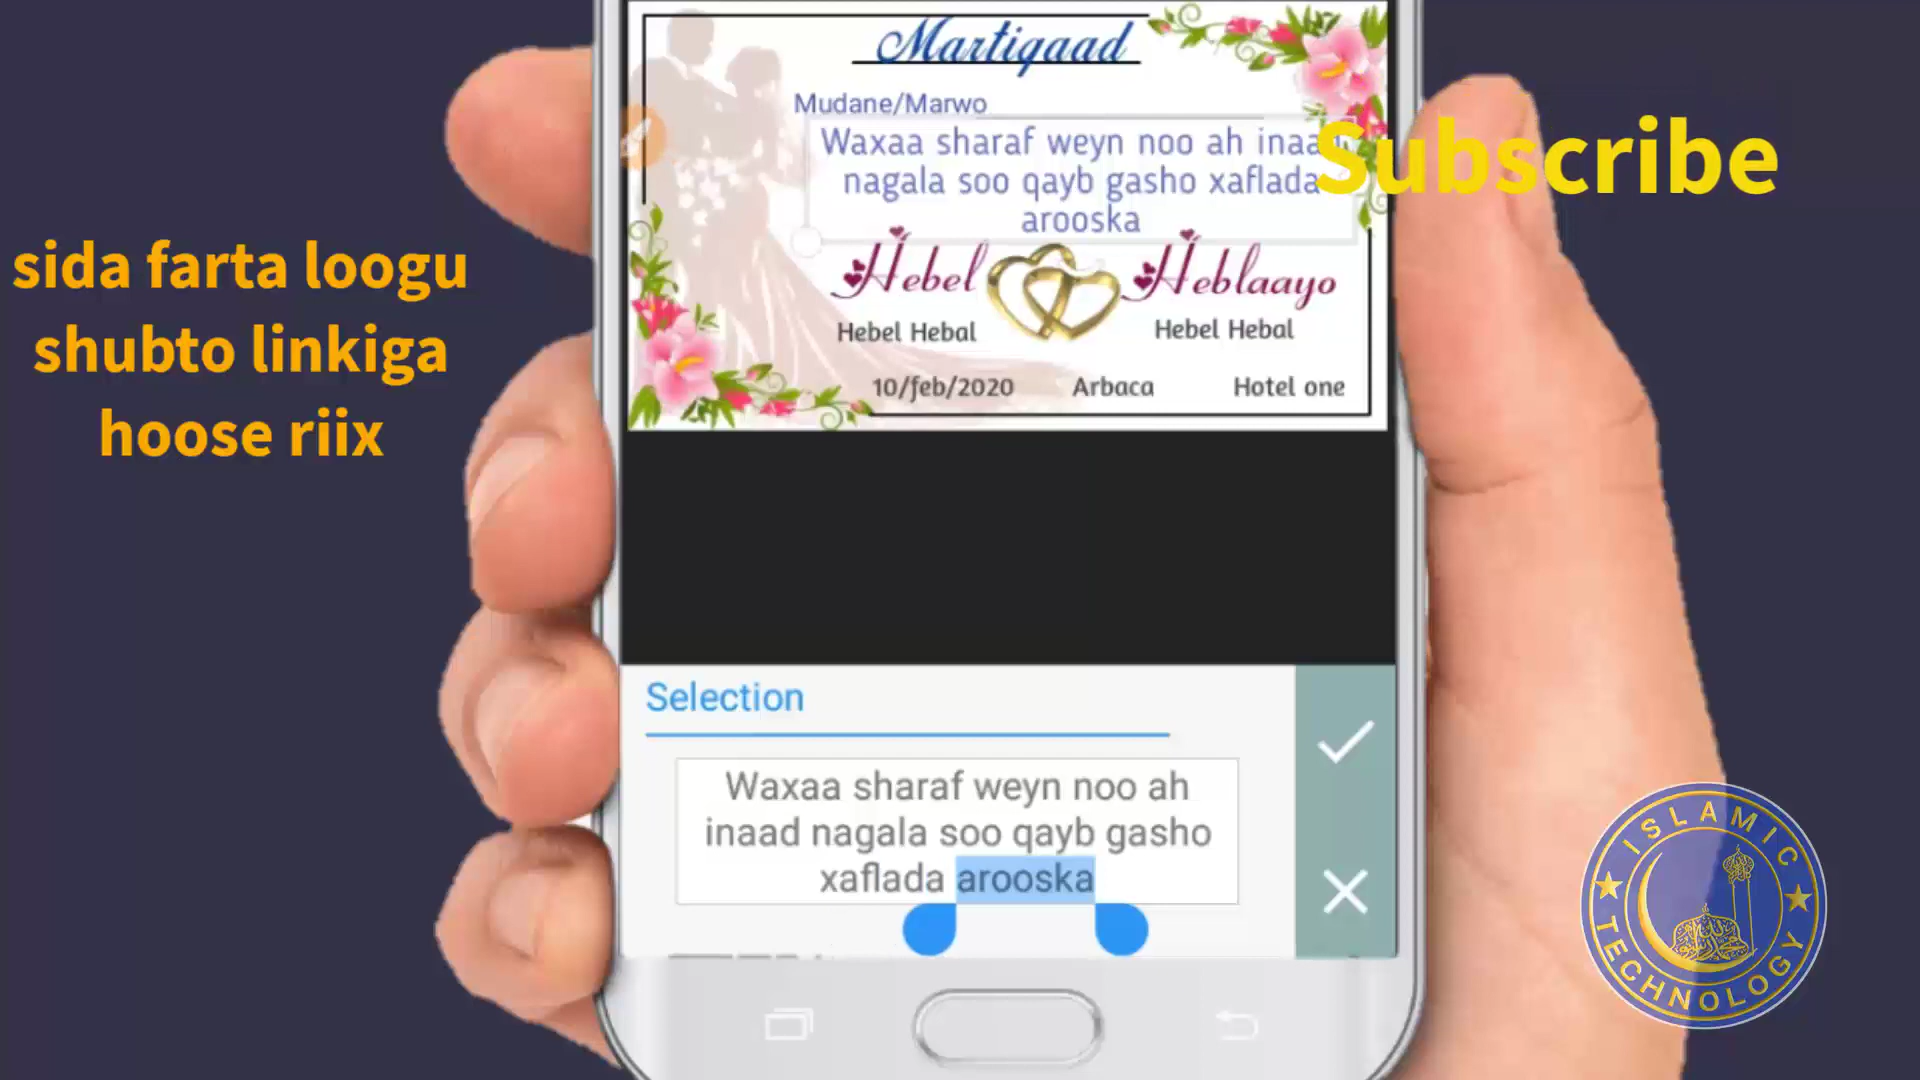 Martiqaad
Mudane/Marwo
Waxaa sharaf weyn noo ah inaad
nagala soo qayb gasho xaflada
arooska
Hebel Heblaayo
Hebel Hebal Hebel Hebal
10/feb/2020 Arbaca Hotel one
Subscribe
sida farta loogu
shubto linkiga
hoose riix
Selection
Waxaa sharaf weyn noo ah
inaad nagala soo qayb gasho
xaflada arooska
ISLAMIC
TECHNOLOGY